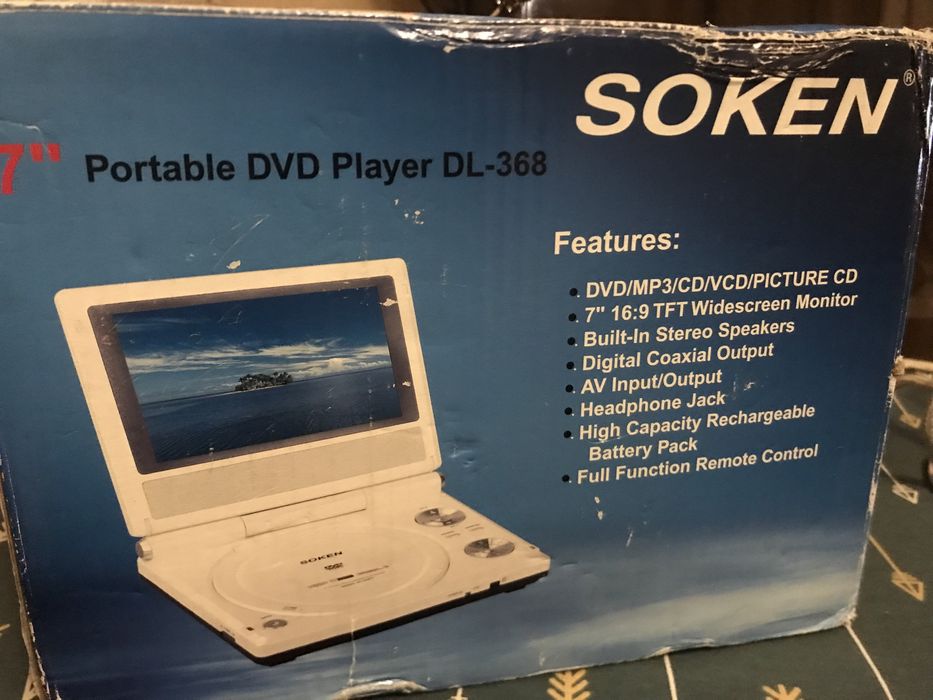 SOKEN®
7" Portable DVD Player DL-368
Features:
• DVD/MP3/CD/VCD/PICTURE CD
• 7" 16:9 TFT Widescreen Monitor
• Built-In Stereo Speakers
• Digital Coaxial Output
• AV Input/Output
• Headphone Jack
• High Capacity Rechargeable
Battery Pack
• Full Function Remote Control
SOKEN